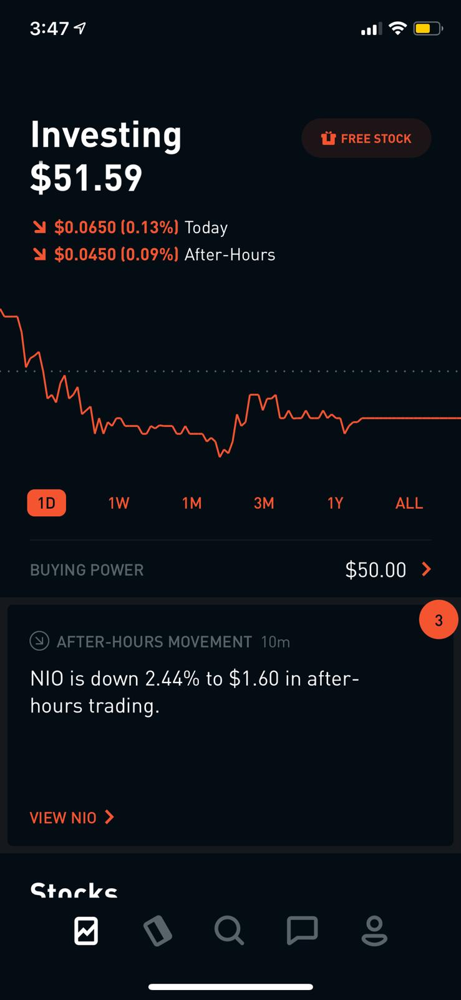 3:47
Investing
$51.59
FREE STOCK
$0.0650 (0.13%) Today
$0.0450 (0.09%) After-Hours
1D 1W 1M 3M 1Y ALL
BUYING POWER $50.00
3
AFTER-HOURS MOVEMENT 10m
NIO is down 2.44% to $1.60 in after-
hours trading.
VIEW NIO
Stocks